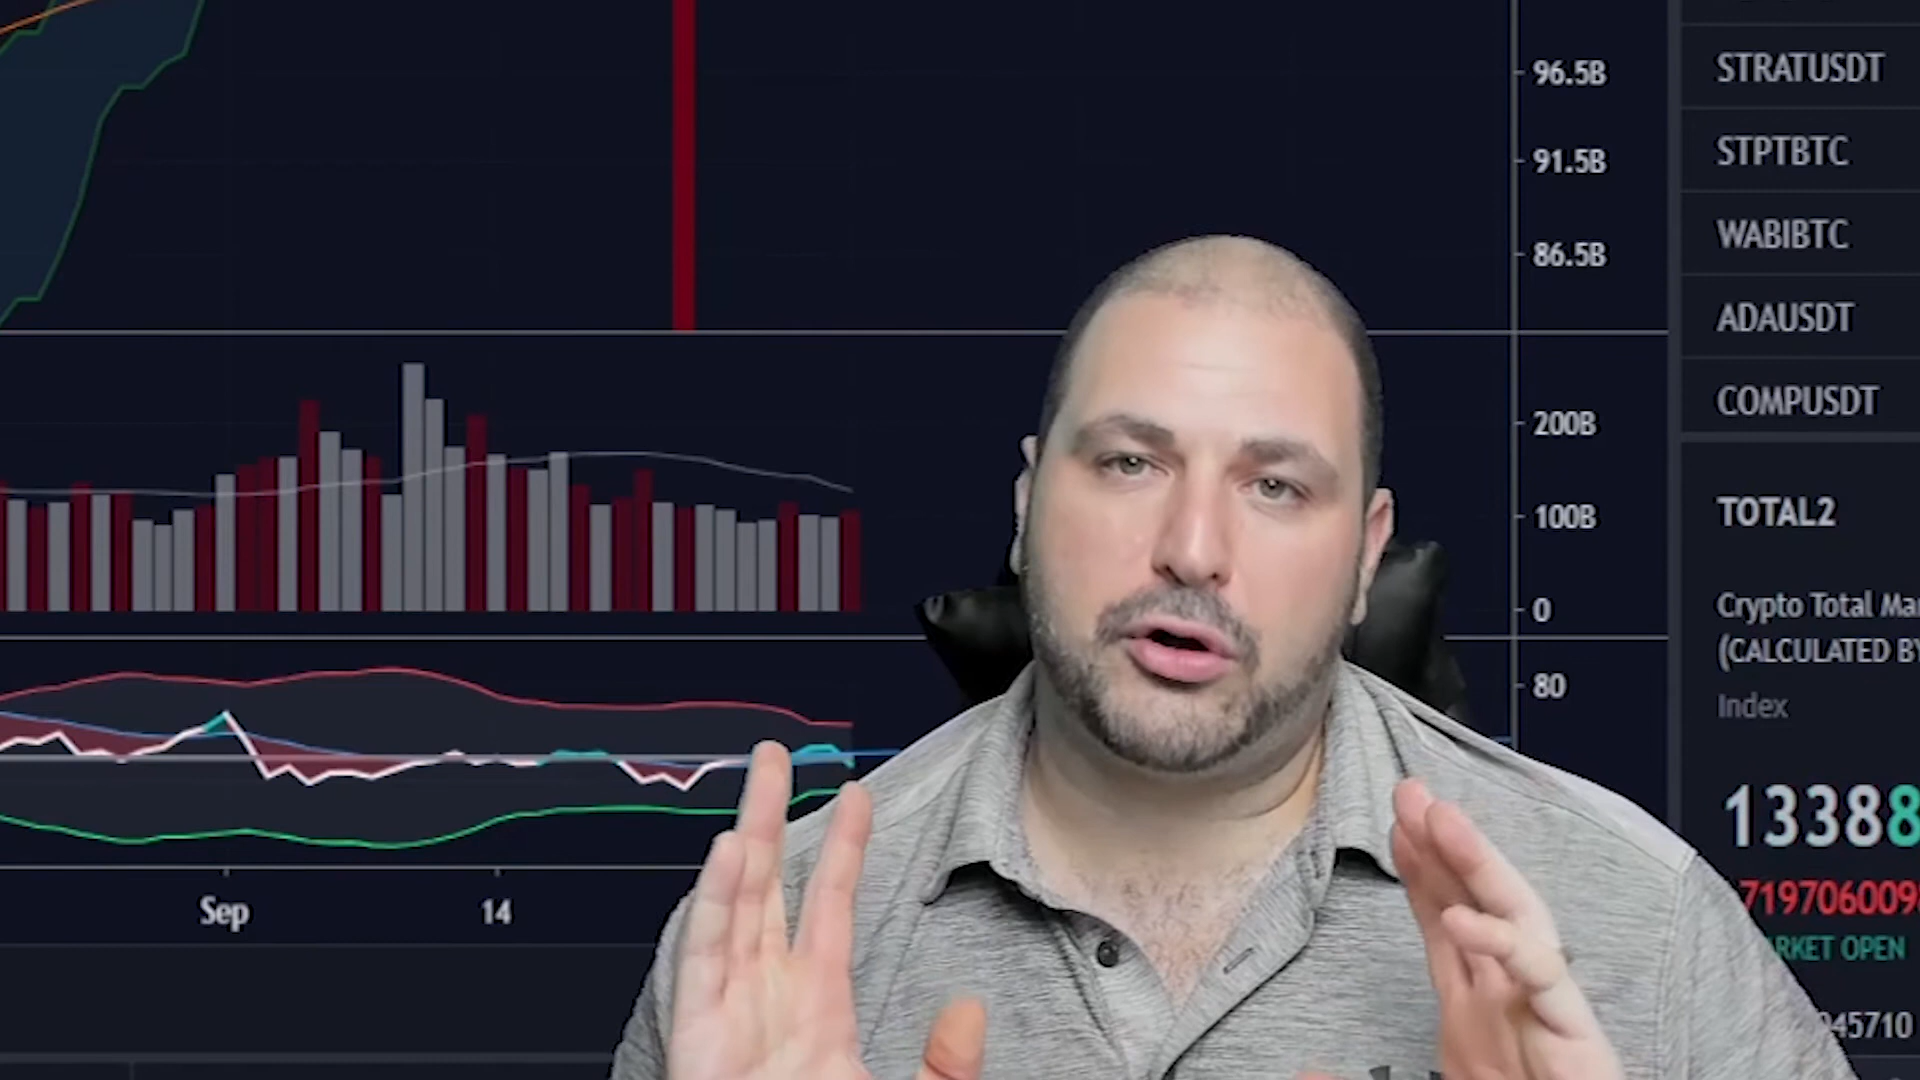 96.5B
91.5B
86.5B
200B
100B
0
80
Sep
14
STRATUSDT
STPTBTC
WABIBTC
ADAUSDT
COMPUSDT
TOTAL2
Crypto Total Ma
(CALCULATED BY
Index
13388
719706009
RKET OPEN
045710